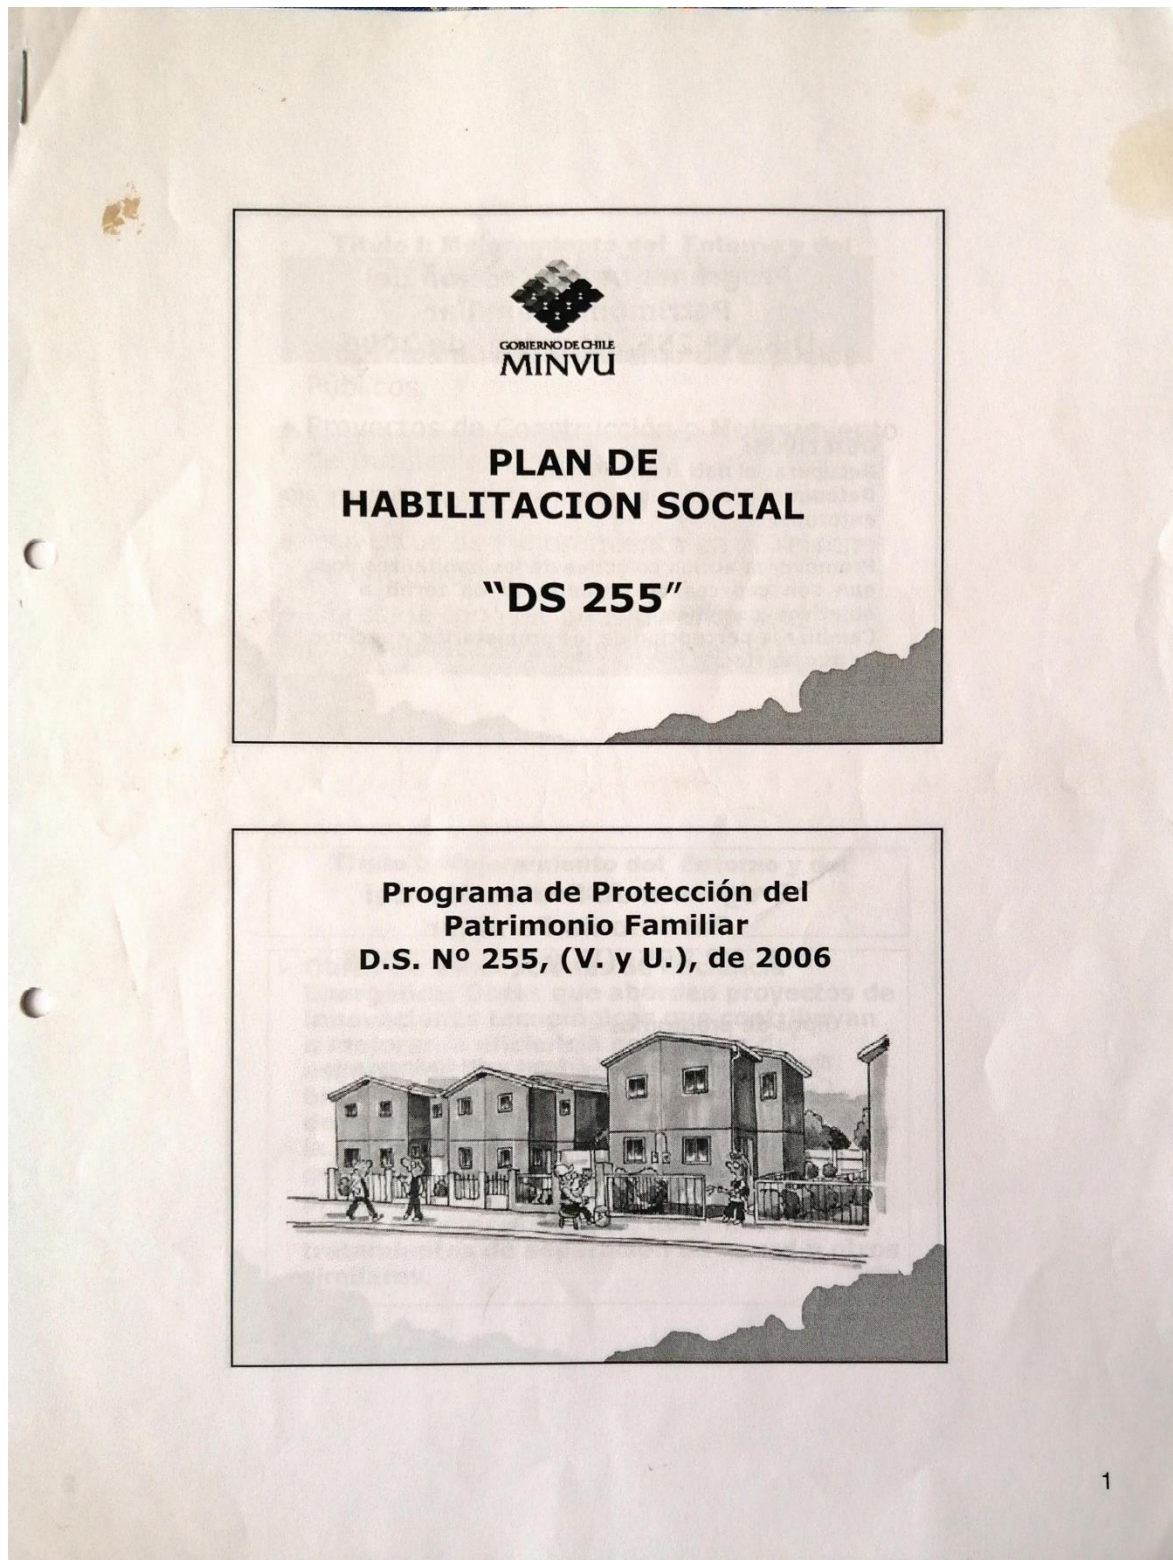 GOBIERNO DE CHILE
MINVU
PLAN DE
HABILITACION SOCIAL
“DS 255”
Programa de Protección del
Patrimonio Familiar
D.S. Nº 255, (V. y U.), de 2006
1